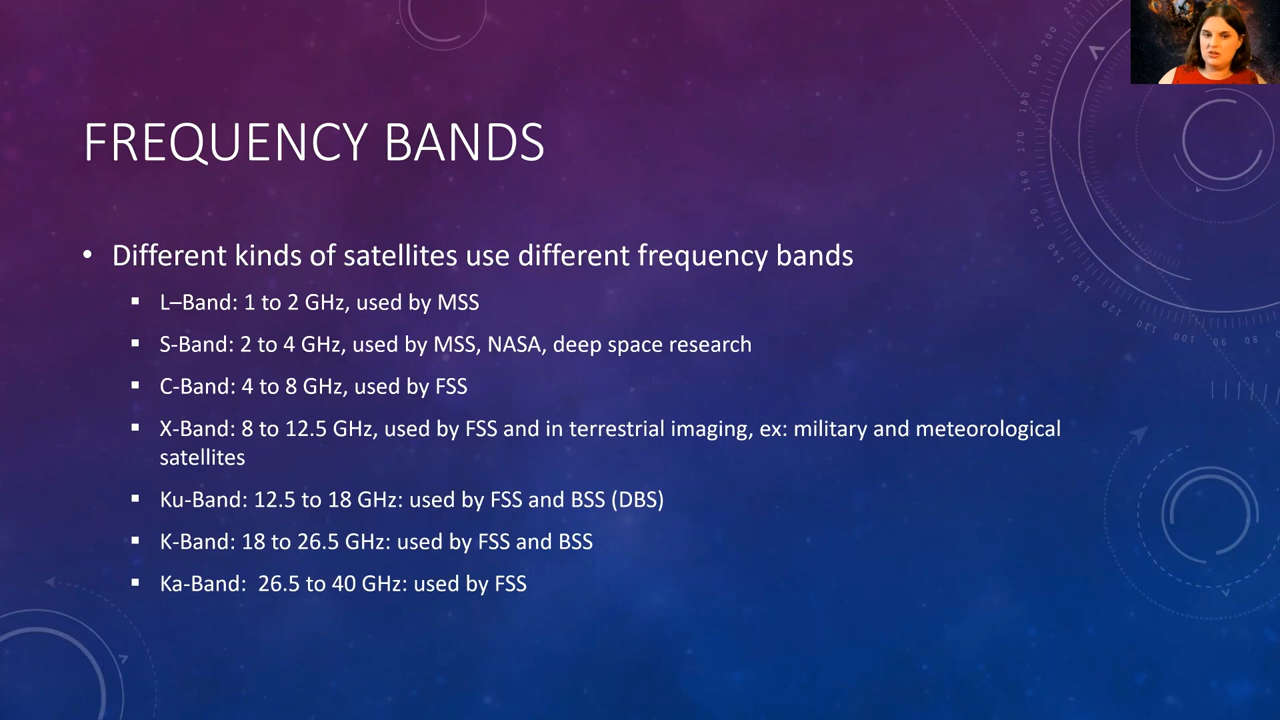 FREQUENCY BANDS
• Different kinds of satellites use different frequency bands
▪ L–Band: 1 to 2 GHz, used by MSS
▪ S-Band: 2 to 4 GHz, used by MSS, NASA, deep space research
▪ C-Band: 4 to 8 GHz, used by FSS
▪ X-Band: 8 to 12.5 GHz, used by FSS and in terrestrial imaging, ex: military and meteorological
satellites
▪ Ku-Band: 12.5 to 18 GHz: used by FSS and BSS (DBS)
▪ K-Band: 18 to 26.5 GHz: used by FSS and BSS
▪ Ka-Band:  26.5 to 40 GHz: used by FSS